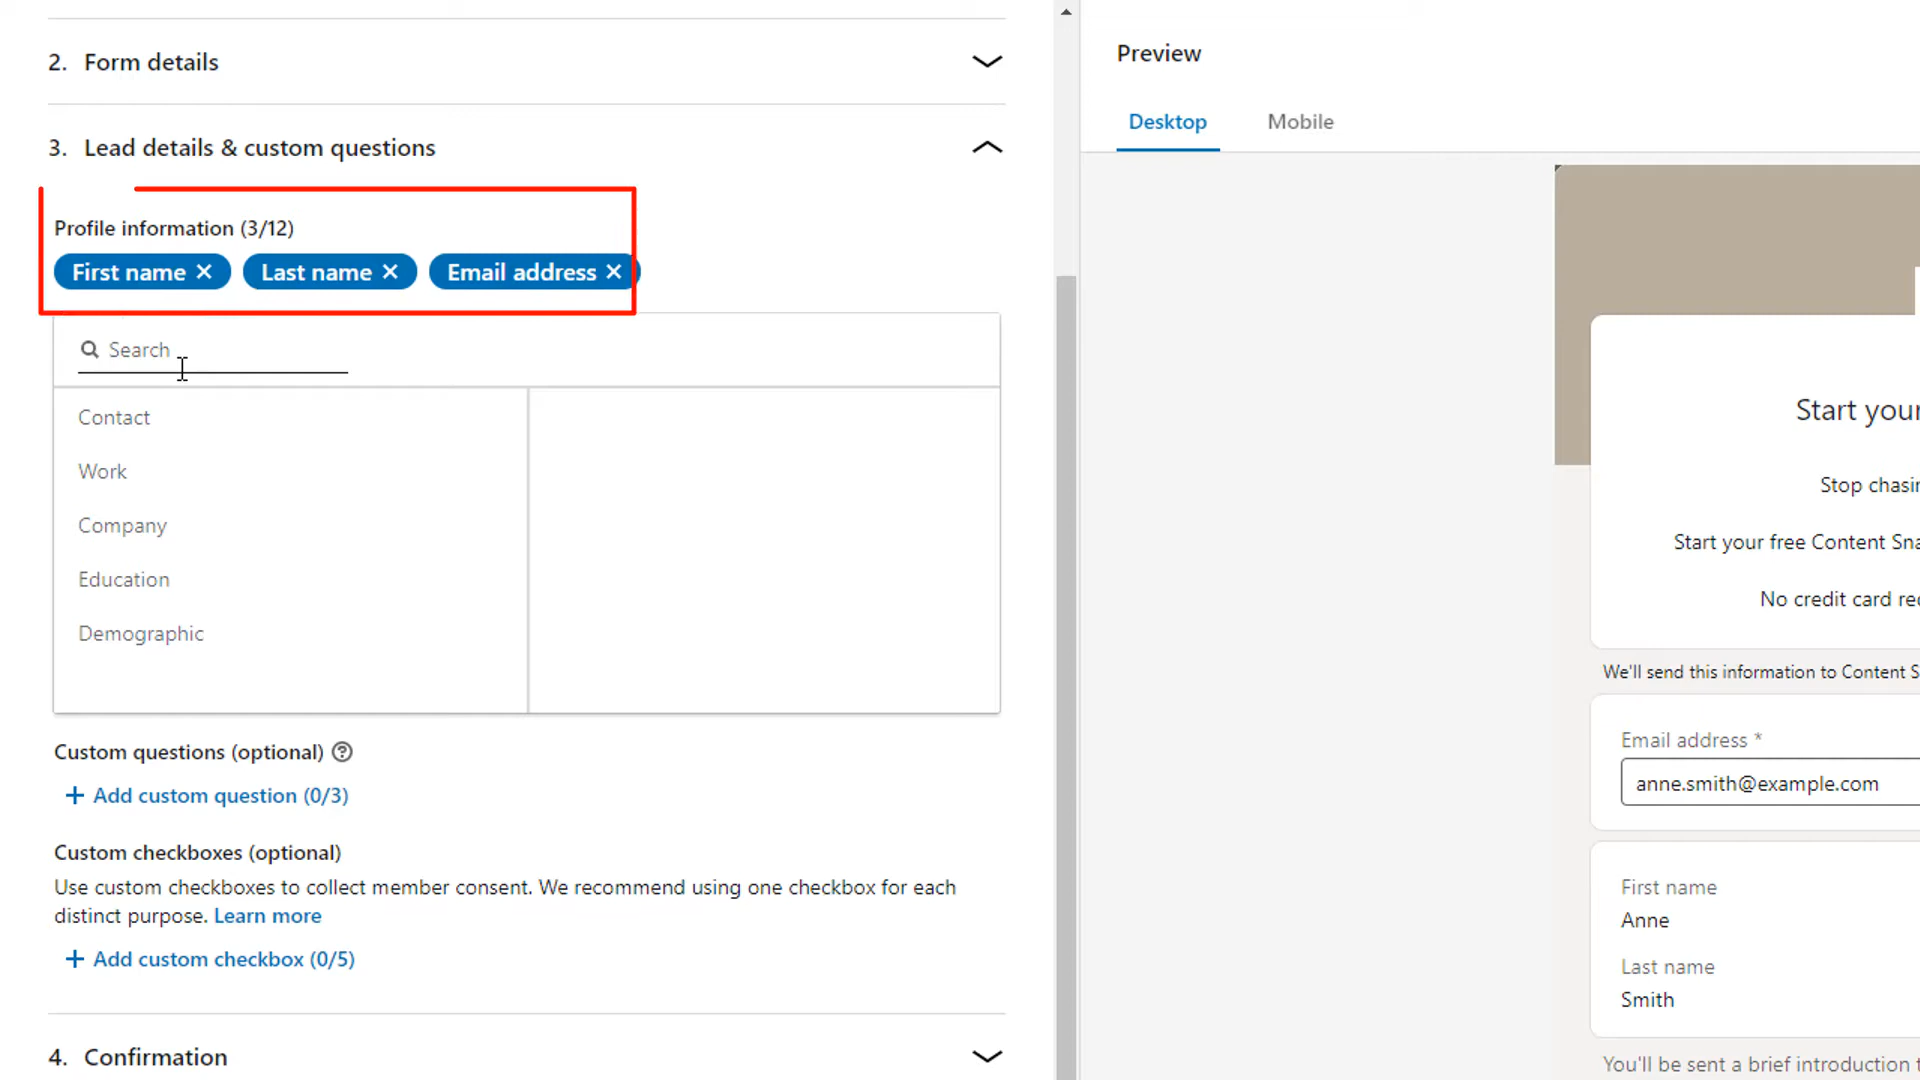 2. Form details
3. Lead details & custom questions
Profile information (3/12)
First name ✕ Last name ✕ Email address ✕
Search
Contact
Work
Company
Education
Demographic
Custom questions (optional) ?
+ Add custom question (0/3)
Custom checkboxes (optional)
Use custom checkboxes to collect member consent. We recommend using one checkbox for each
distinct purpose. Learn more
+ Add custom checkbox (0/5)
4. Confirmation
Preview
Desktop Mobile
Start your
Stop chasin
Start your free Content Sna
No credit card req
We'll send this information to Content S
Email address *
anne.smith@example.com
First name
Anne
Last name
Smith
You'll be sent a brief introduction t